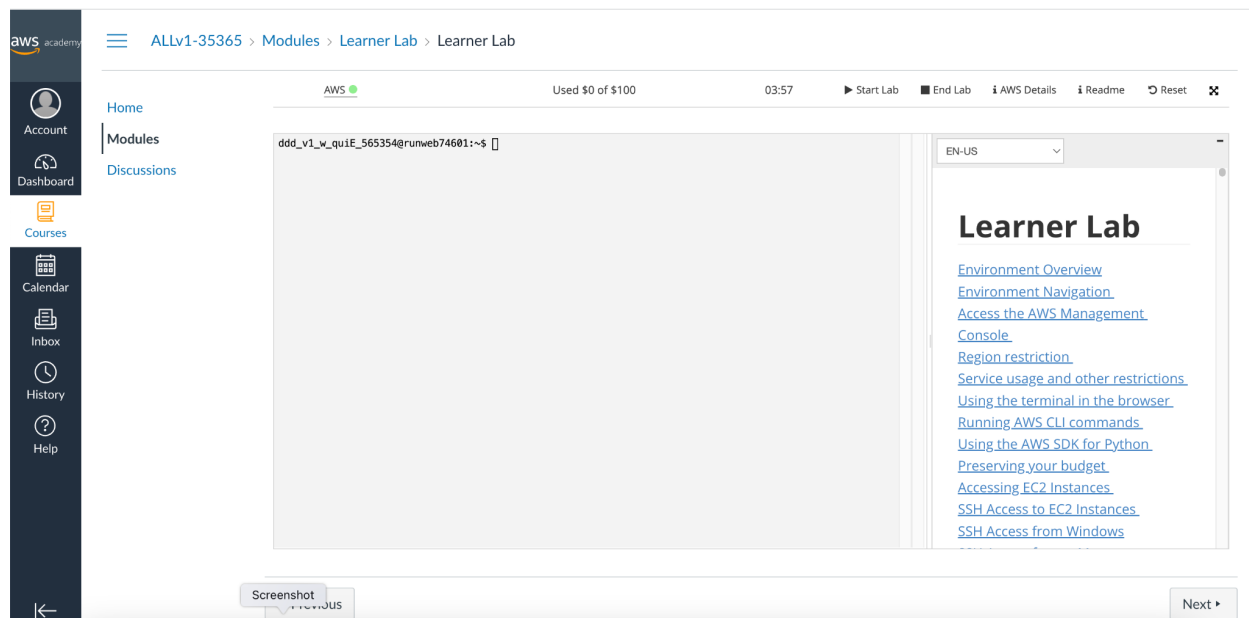 aws academy
ALLv1-35365 > Modules > Learner Lab > Learner Lab
Account
Dashboard
Courses
Calendar
Inbox
History
Help
Home
Modules
Discussions
AWS
Used $0 of $100
03:57
Start Lab
End Lab
AWS Details
Readme
Reset
ddd_v1_w_quiE_565354@runweb74601:~$
EN-US
Learner Lab
Environment Overview
Environment Navigation
Access the AWS Management
Console
Region restriction
Service usage and other restrictions
Using the terminal in the browser
Running AWS CLI commands
Using the AWS SDK for Python
Preserving your budget
Accessing EC2 Instances
SSH Access to EC2 Instances
SSH Access from Windows
Screenshot
Previous
Next